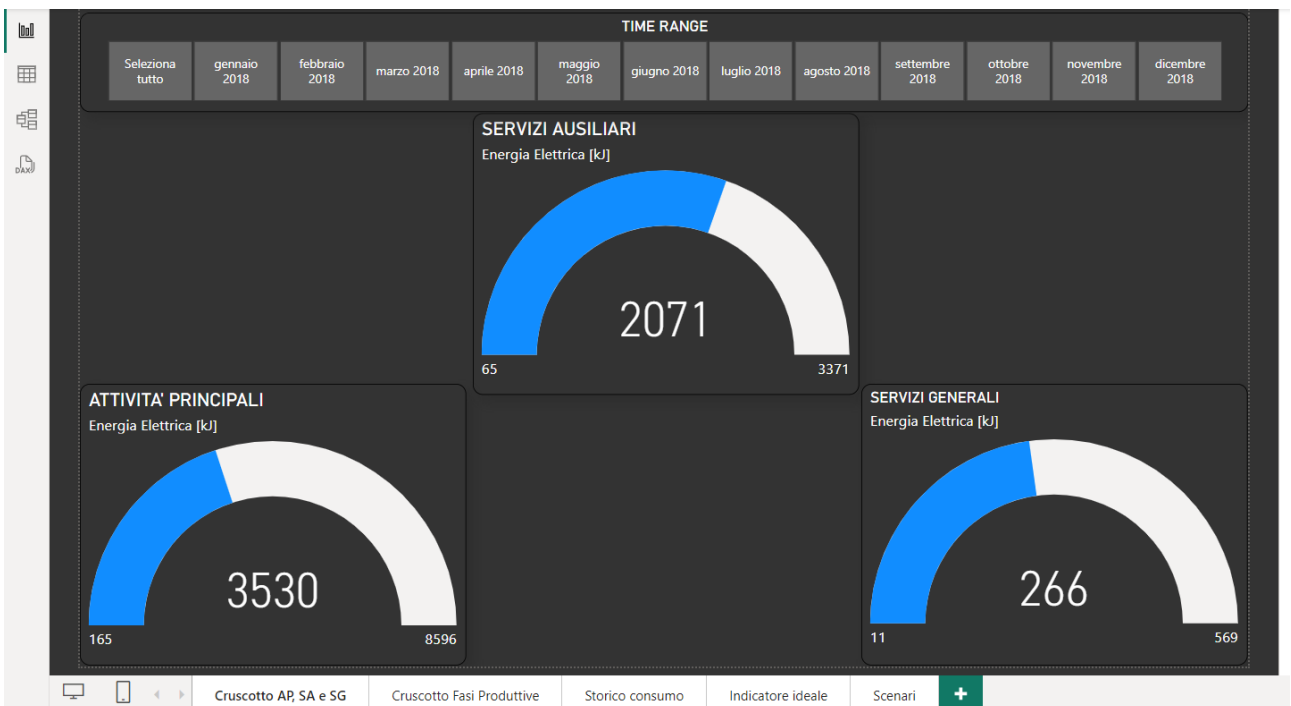 TIME RANGE
Seleziona
tutto
gennaio
2018
febbraio
2018
marzo 2018
aprile 2018
maggio
2018
giugno 2018
luglio 2018
agosto 2018
settembre
2018
ottobre
2018
novembre
2018
dicembre
2018
SERVIZI AUSILIARI
Energia Elettrica [kJ]
2071
65
3371
ATTIVITA' PRINCIPALI
Energia Elettrica [kJ]
3530
165
8596
SERVIZI GENERALI
Energia Elettrica [kJ]
266
11
569
DAX
Cruscotto AP, SA e SG
Cruscotto Fasi Produttive
Storico consumo
Indicatore ideale
Scenari
+